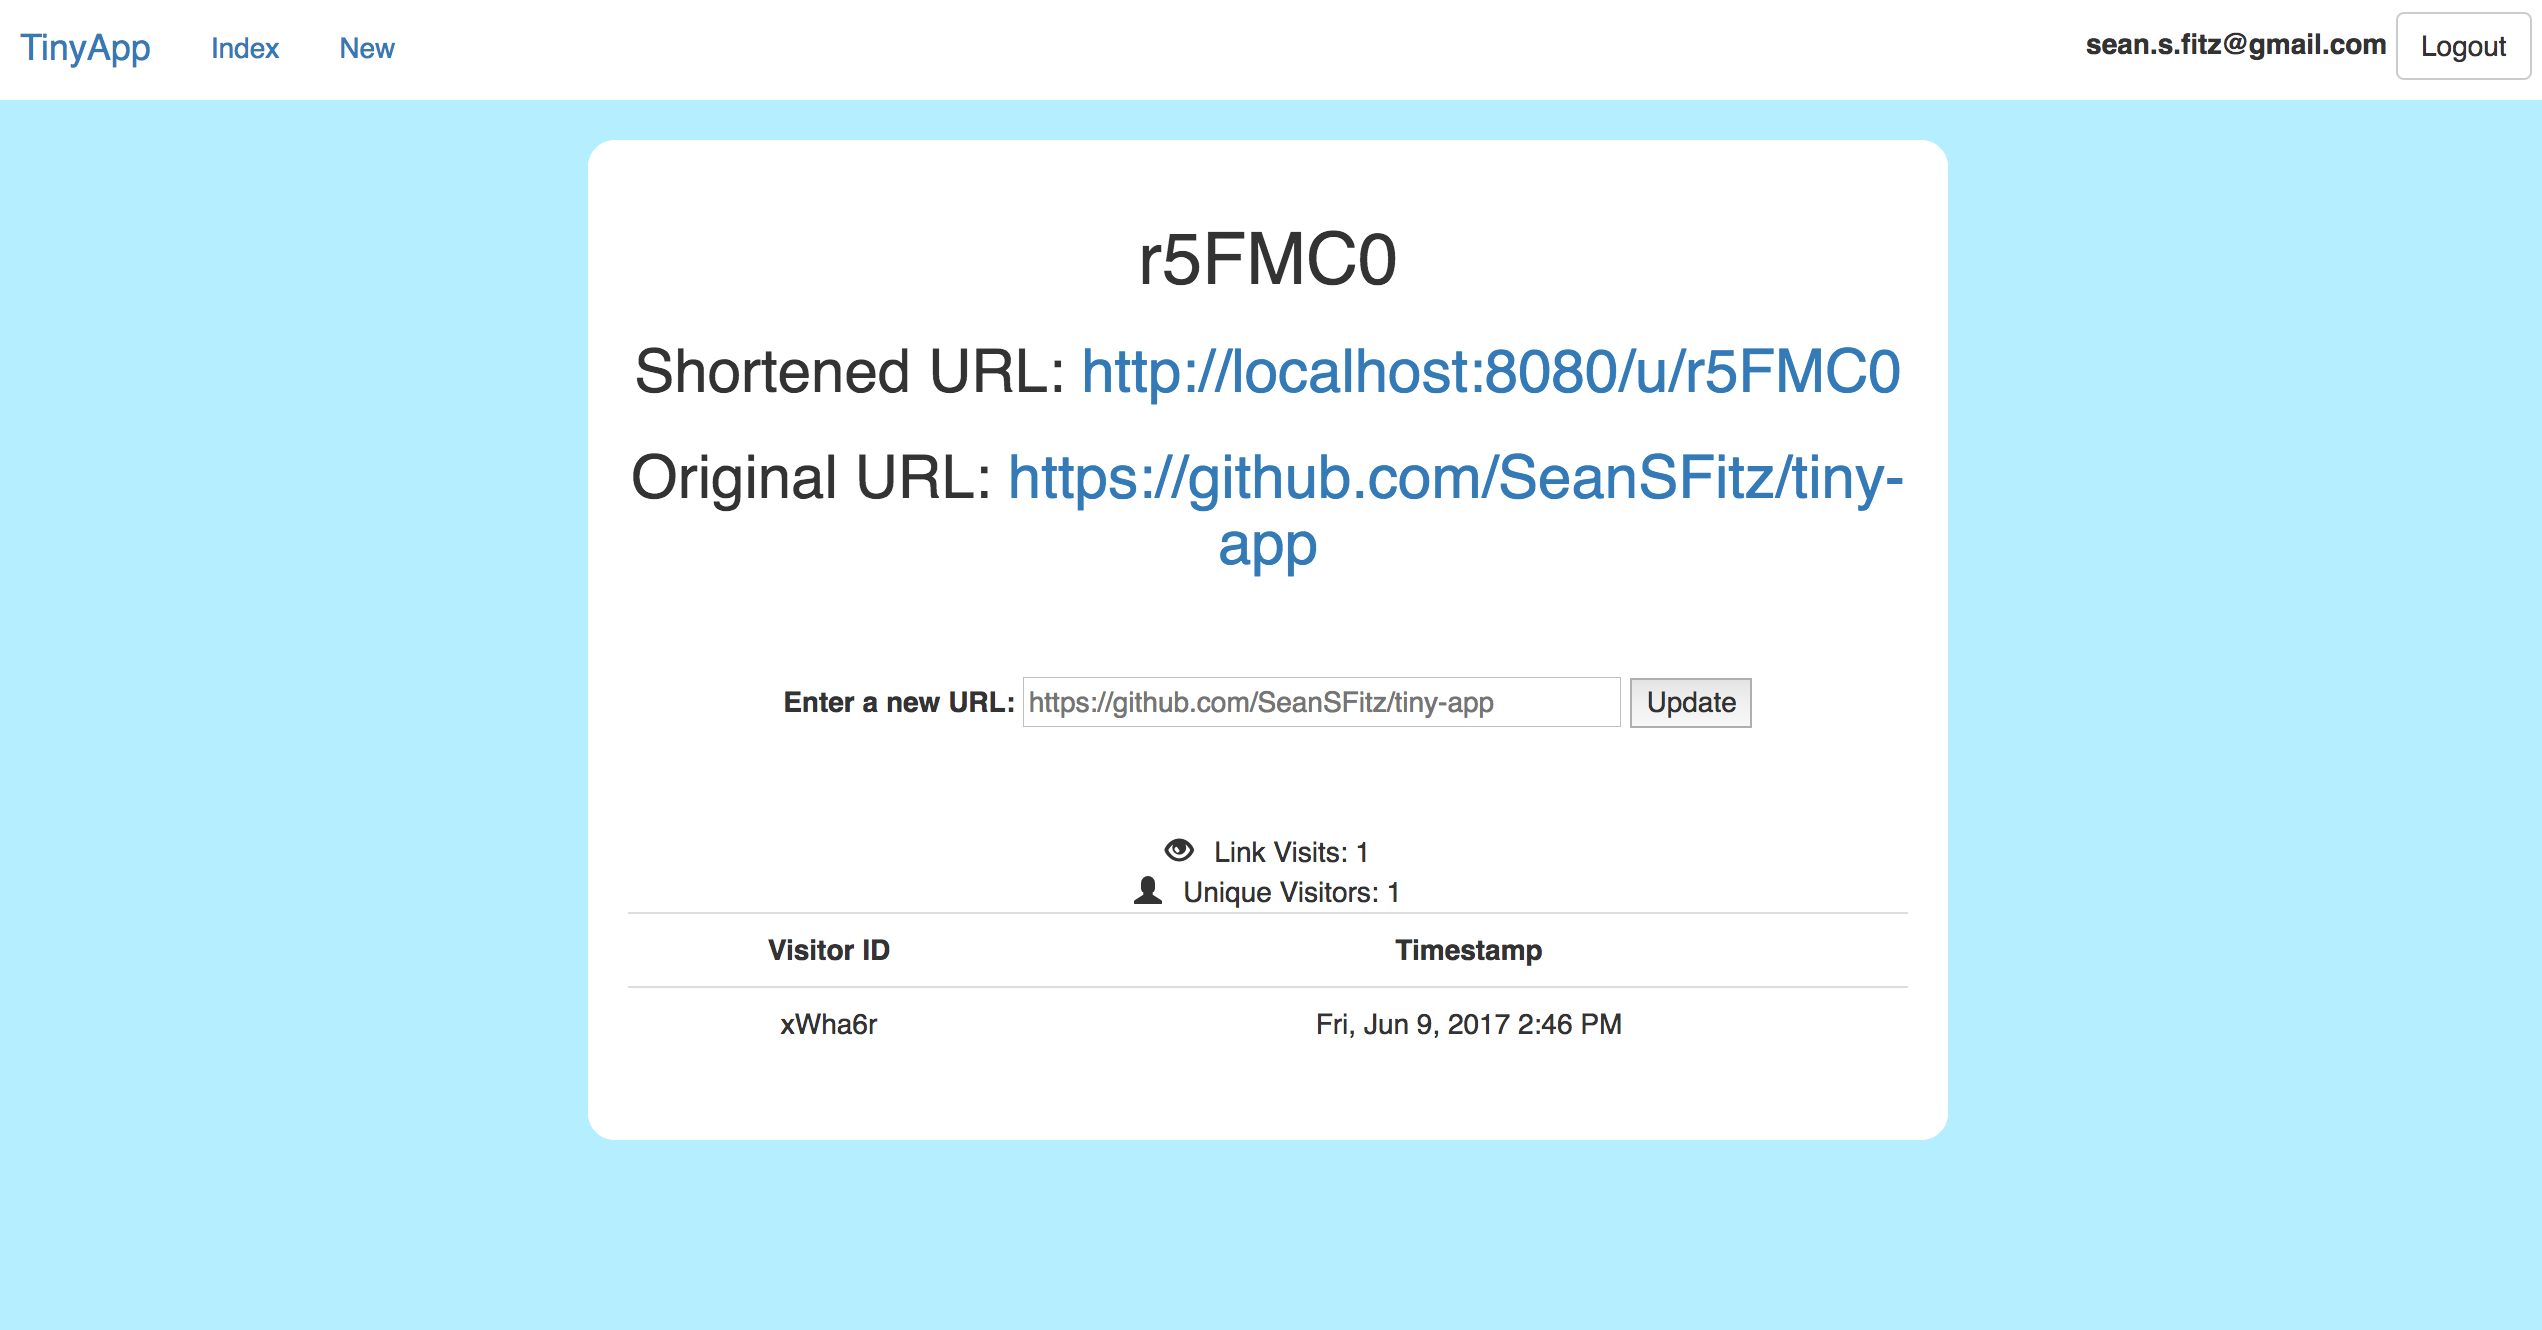 TinyApp Index New sean.s.fitz@gmail.com Logout
r5FMC0
Shortened URL: http://localhost:8080/u/r5FMC0
Original URL: https://github.com/SeanSFitz/tiny-
app
Enter a new URL: https://github.com/SeanSFitz/tiny-app Update
Link Visits: 1
Unique Visitors: 1
Visitor ID Timestamp
xWha6r Fri, Jun 9, 2017 2:46 PM